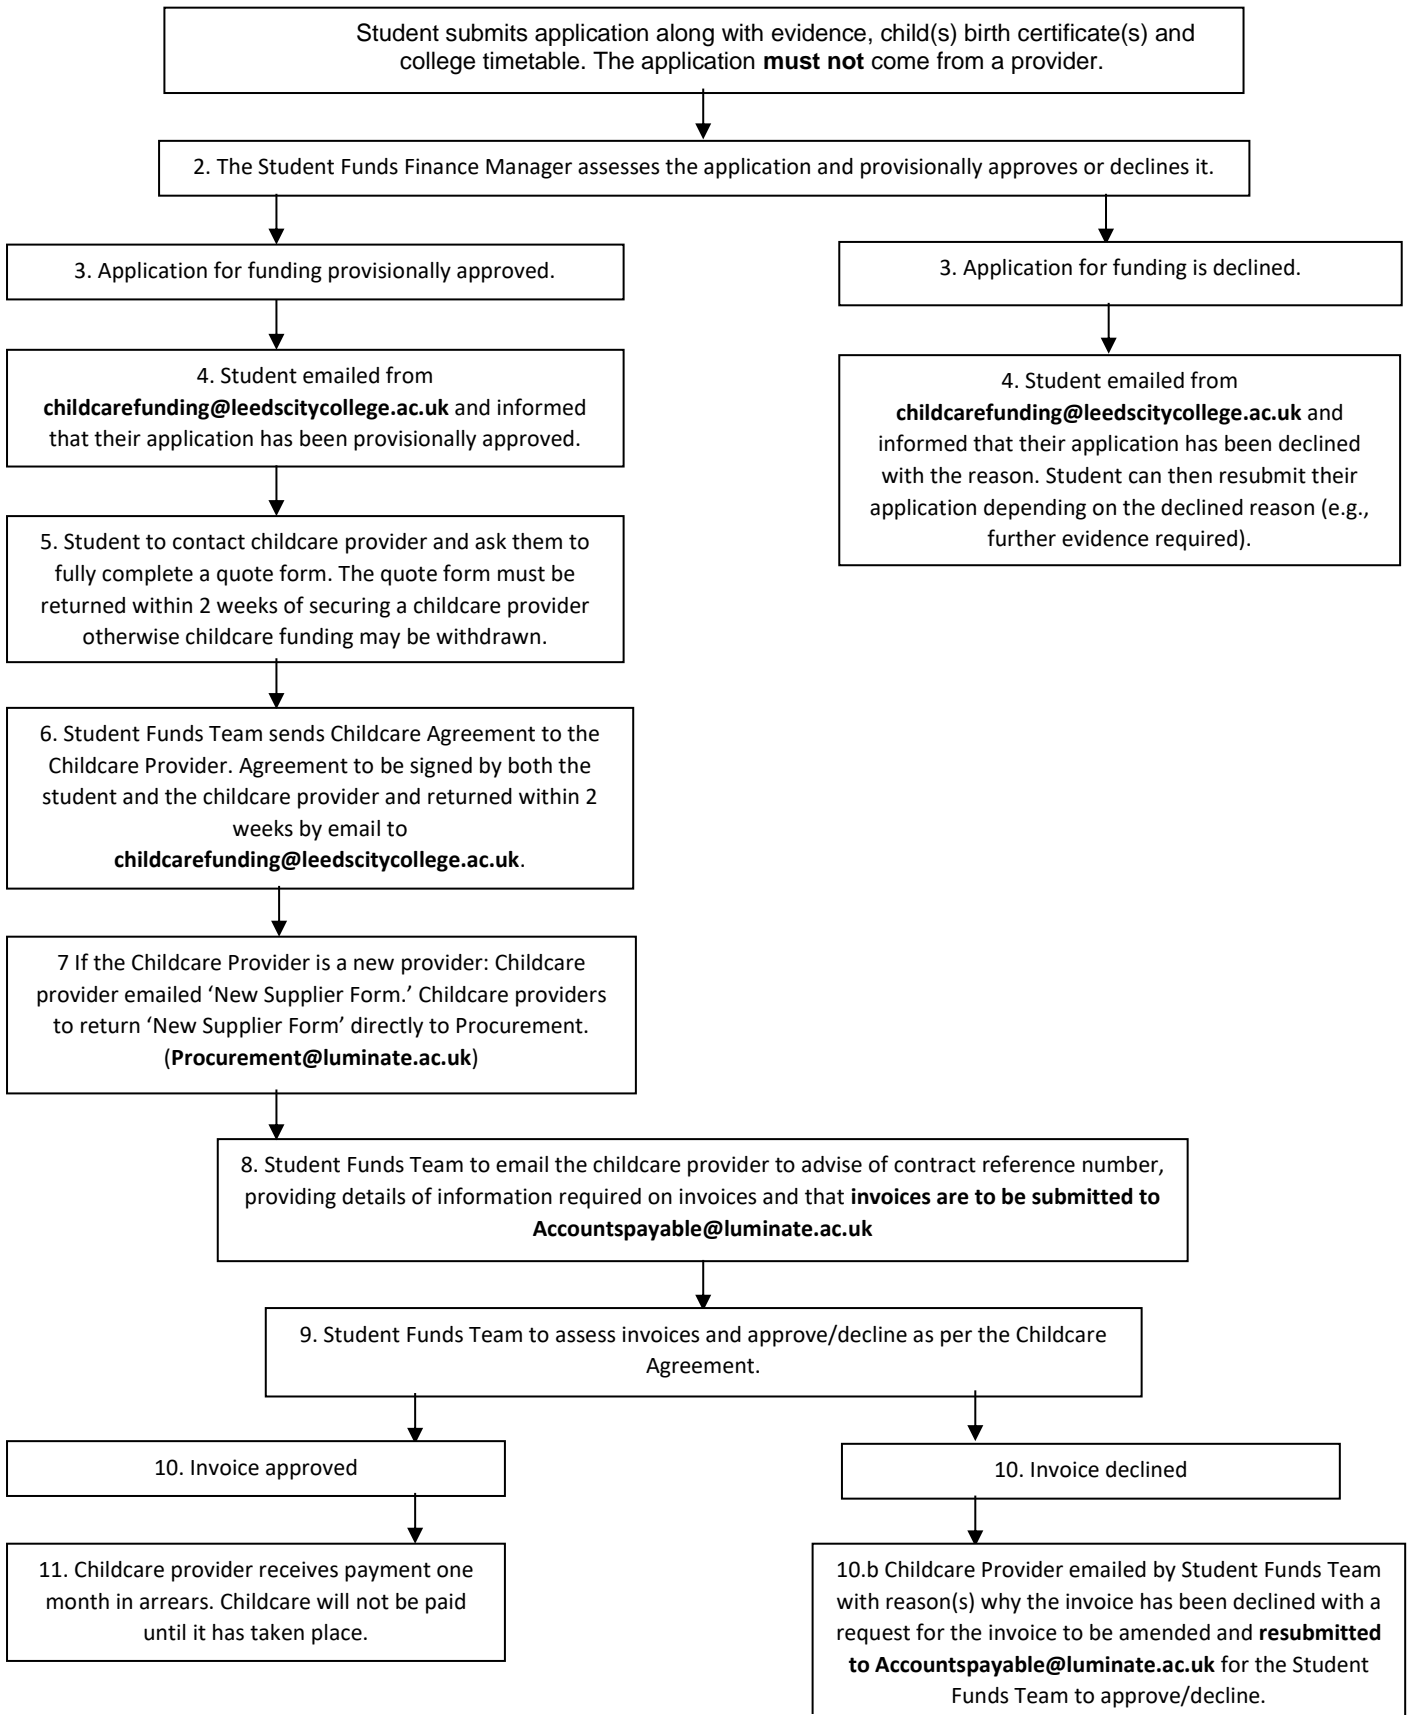 Student submits application along with evidence, child(s) birth certificate(s) and
college timetable. The application must not come from a provider.
2. The Student Funds Finance Manager assesses the application and provisionally approves or declines it.
3. Application for funding provisionally approved.
3. Application for funding is declined.
4. Student emailed from
childcarefunding@leedscitycollege.ac.uk and informed
that their application has been provisionally approved.
4. Student emailed from
childcarefunding@leedscitycollege.ac.uk and
informed that their application has been declined
with the reason. Student can then resubmit their
application depending on the declined reason (e.g.,
further evidence required).
5. Student to contact childcare provider and ask them to
fully complete a quote form. The quote form must be
returned within 2 weeks of securing a childcare provider
otherwise childcare funding may be withdrawn.
6. Student Funds Team sends Childcare Agreement to the
Childcare Provider. Agreement to be signed by both the
student and the childcare provider and returned within 2
weeks by email to
childcarefunding@leedscitycollege.ac.uk.
7 If the Childcare Provider is a new provider: Childcare
provider emailed ‘New Supplier Form.’ Childcare providers
to return ‘New Supplier Form’ directly to Procurement.
(Procurement@luminate.ac.uk)
8. Student Funds Team to email the childcare provider to advise of contract reference number,
providing details of information required on invoices and that invoices are to be submitted to
Accountspayable@luminate.ac.uk
9. Student Funds Team to assess invoices and approve/decline as per the Childcare
Agreement.
10. Invoice approved
10. Invoice declined
11. Childcare provider receives payment one
month in arrears. Childcare will not be paid
until it has taken place.
10.b Childcare Provider emailed by Student Funds Team
with reason(s) why the invoice has been declined with a
request for the invoice to be amended and resubmitted
to Accountspayable@luminate.ac.uk for the Student
Funds Team to approve/decline.